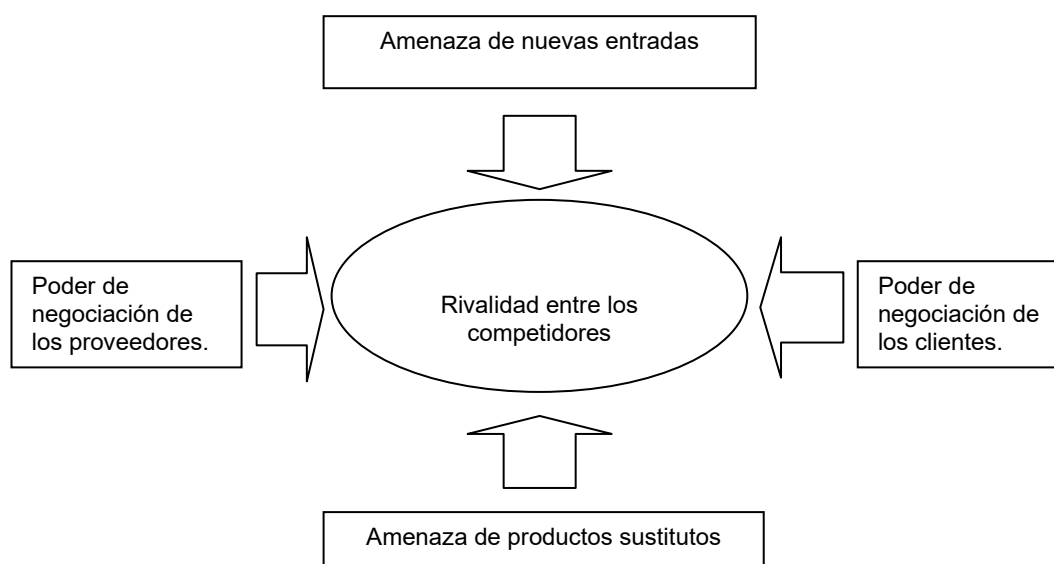 Amenaza de nuevas entradas
Poder de
negociación de
los proveedores.
Rivalidad entre los
competidores
Poder de
negociación de
los clientes.
Amenaza de productos sustitutos